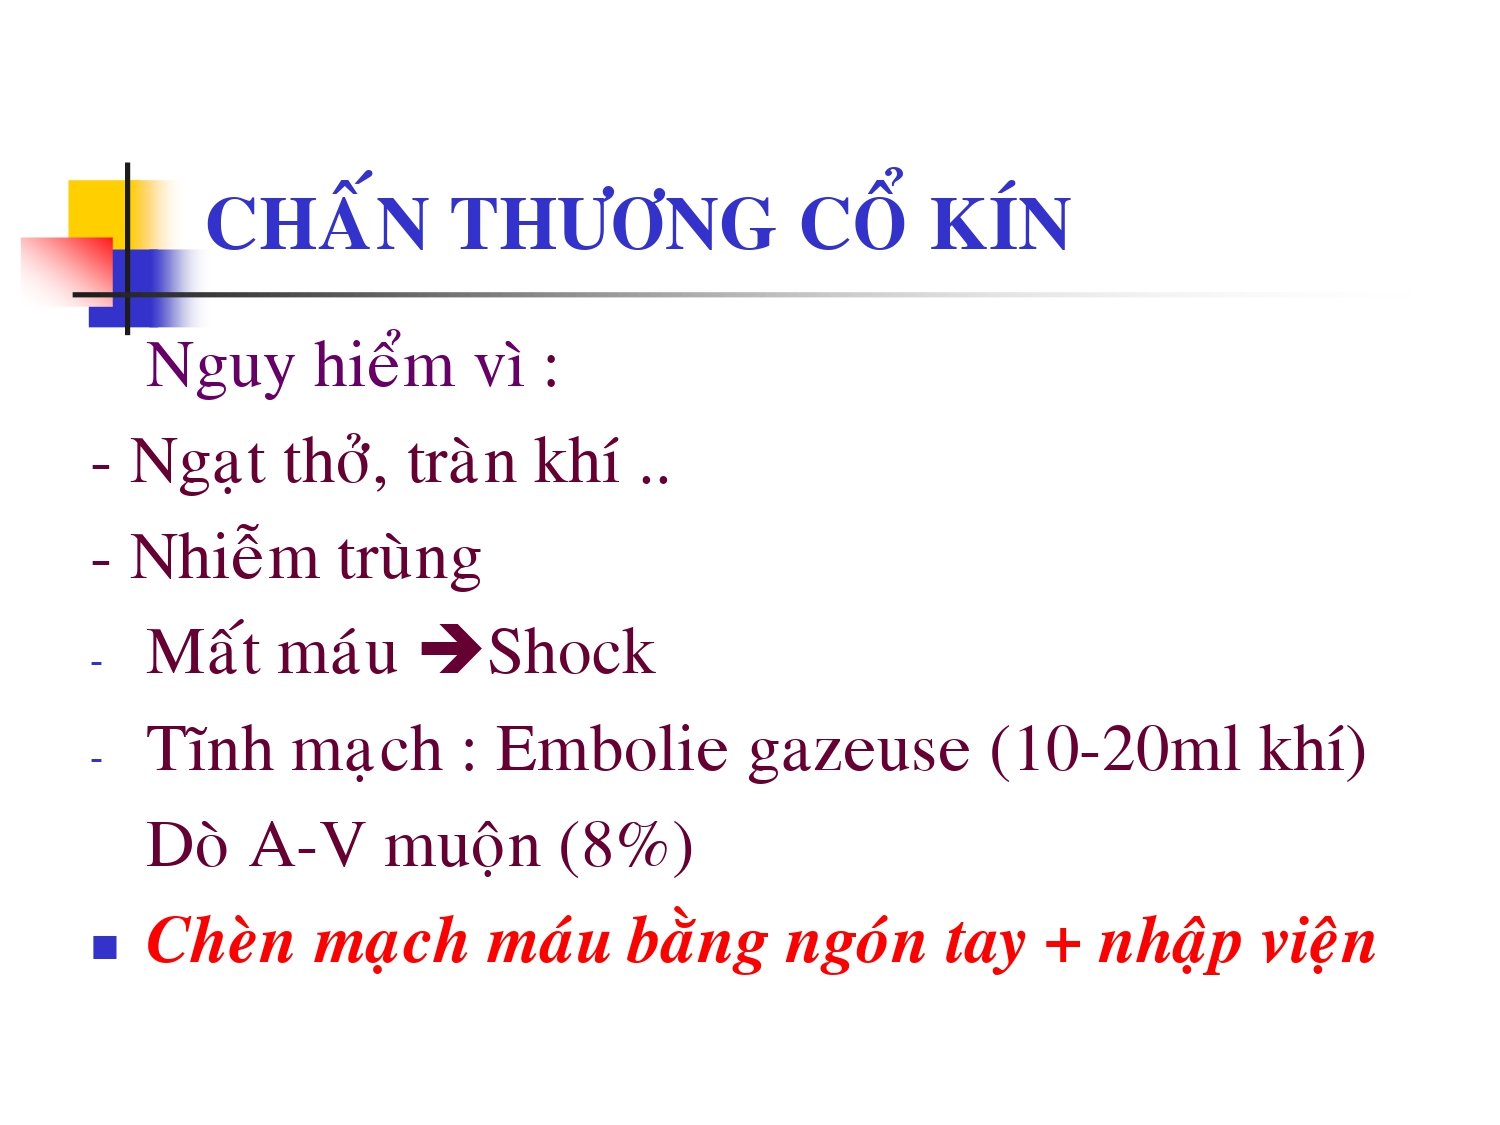 CHẤN THƯƠNG CỔ KÍN
Nguy hiểm vì :
- Ngạt thở, tràn khí ..
- Nhiễm trùng
- Mất máu ➔Shock
- Tĩnh mạch : Embolie gazeuse (10-20ml khí)
Dò A-V muộn (8%)
■ Chèn mạch máu bằng ngón tay + nhập viện